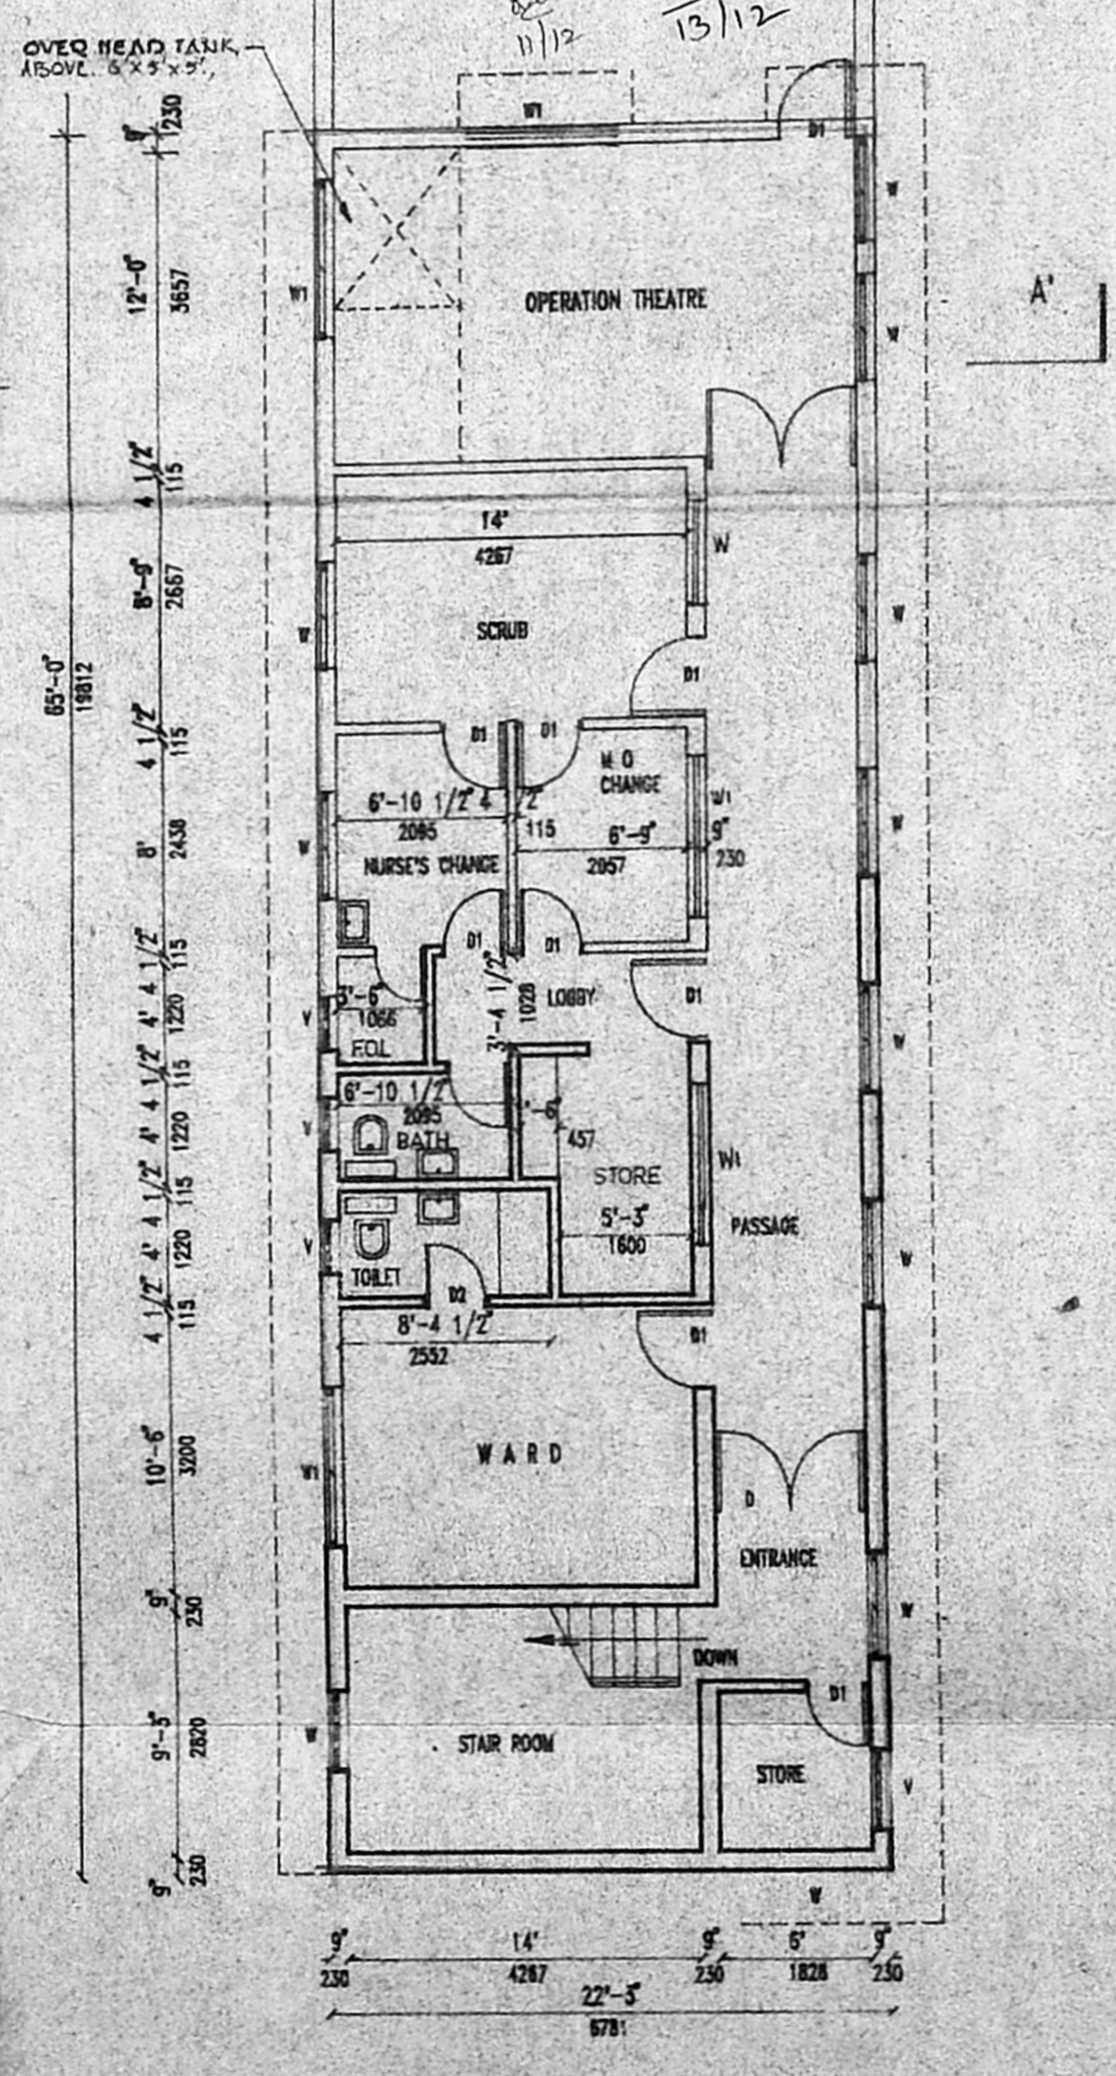 11/12
13/12
OVER HEAD TANK,
ABOVE. 6'x5'x5'.,
W1
D1
9"
230
W
12'-0"
3657
W1
OPERATION THEATRE
W
A'
4 1/2"
115
14'
4267
W
8'-9"
2667
W
SCRUB
W
D1
65'-0"
19812
4 1/2"
115
D1
D1
M O
CHANGE
6'-10 1/2"
2095
4 1/2"
115
W1
6'-9"
2057
9"
230
8'
2438
W
W
NURSE'S CHANGE
D1
D1
4 1/2"
115
3'-4 1/2"
1028
LOBBY
D1
4'
1220
V
3'-6"
1066
F.O.L
W
4 1/2"
115
6'-10 1/2"
2095
'-6"
457
4'
1220
V
BATH
STORE
W1
4 1/2"
115
5'-3"
1600
PASSAGE
4'
1220
V
TOILET
D2
W
4 1/2"
115
8'-4 1/2"
2552
D1
10'-6"
3200
W1
WARD
D
ENTRANCE
9"
230
W
DOWN
D1
9'-3"
2820
W
STAIR ROOM
STORE
V
9"
230
W
9"
14'
9"
6'
9"
230
4267
230
1828
230
22'-3"
6781